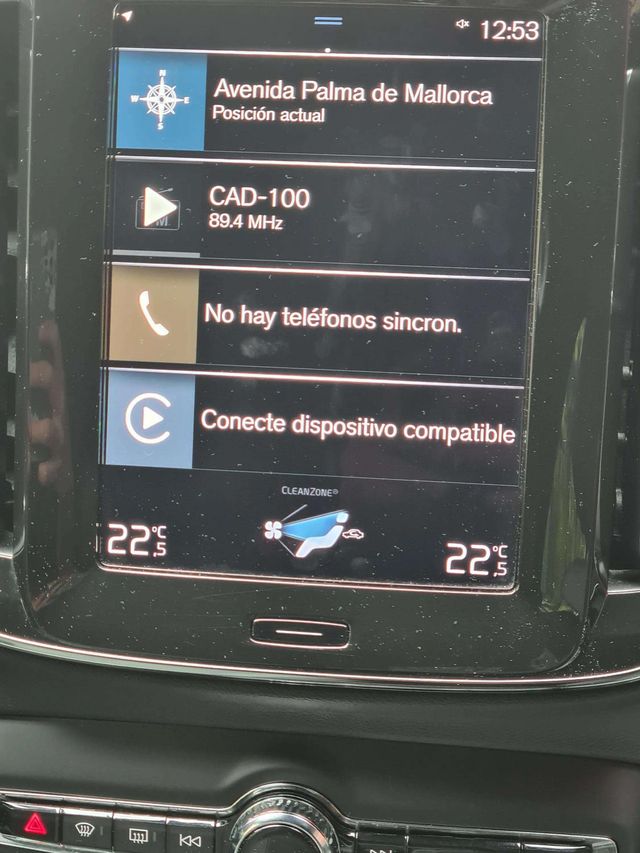 12:53
N
W E
S
Avenida Palma de Mallorca
Posición actual
CAD-100
89.4 MHz
No hay teléfonos sincron.
Conecte dispositivo compatible
CLEANZONE®
22,5 °C
22,5 °C